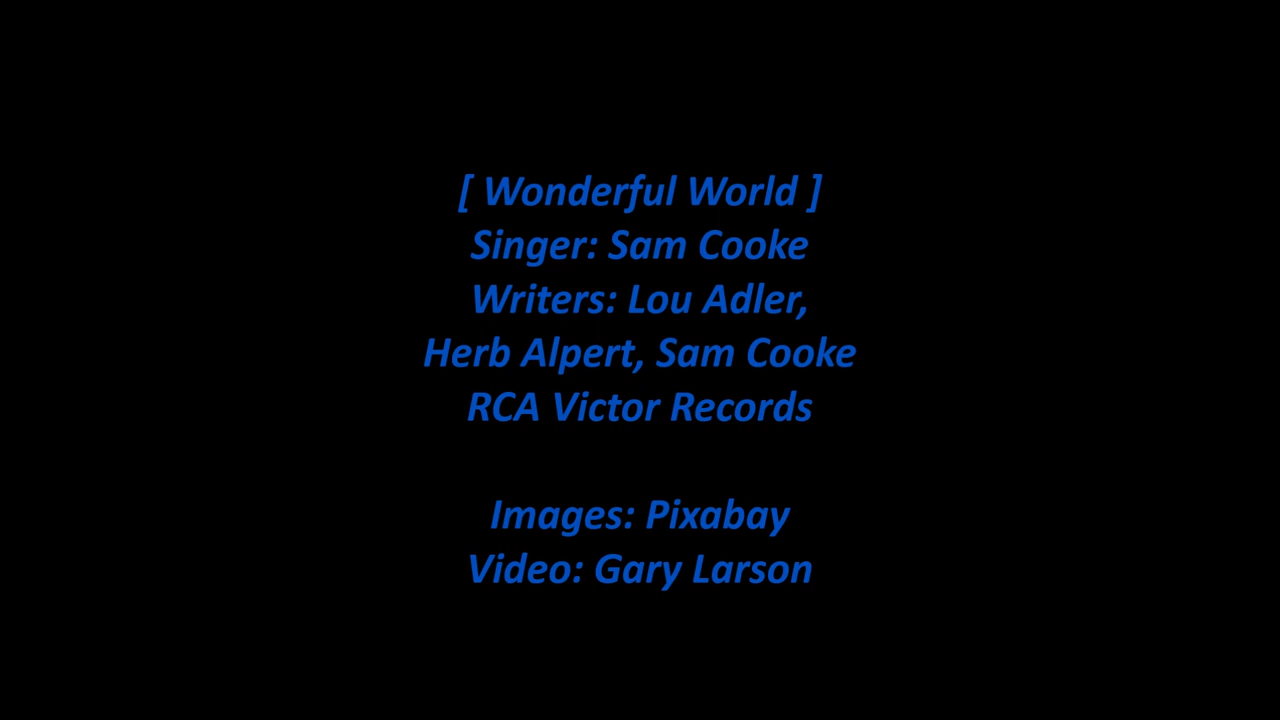 [ Wonderful World ]
Singer: Sam Cooke
Writers: Lou Adler,
Herb Alpert, Sam Cooke
RCA Victor Records
Images: Pixabay
Video: Gary Larson